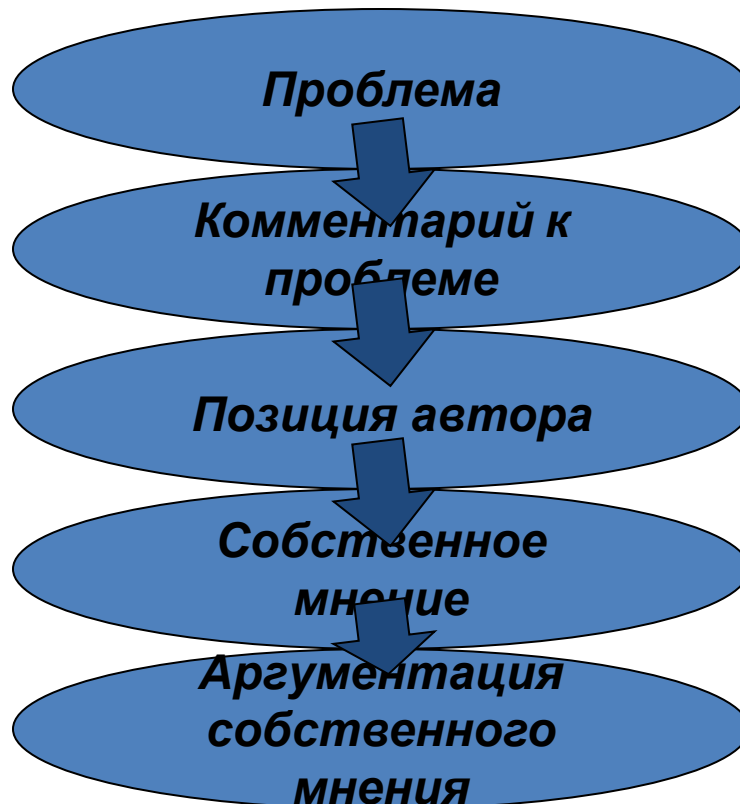 Проблема
Комментарий к
проблеме
Позиция автора
Собственное
мнение
Аргументация
собственного
мнения